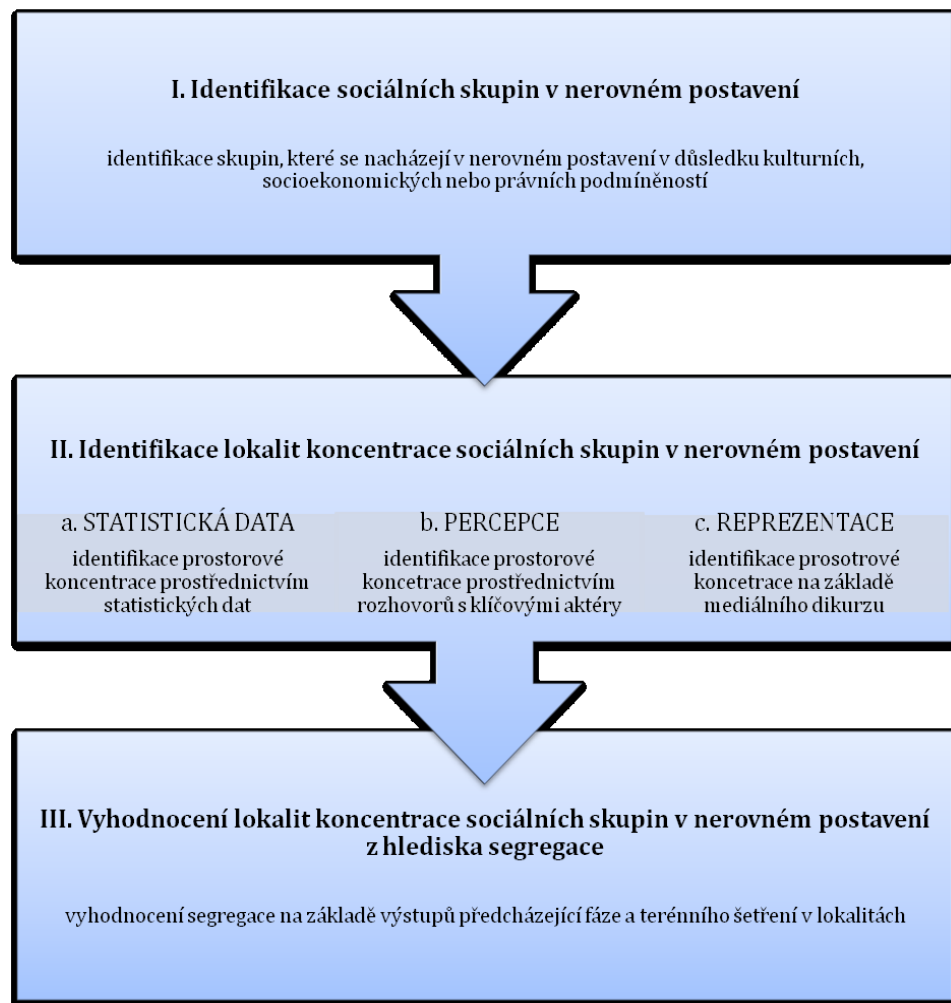 I. Identifikace sociálních skupin v nerovném postavení
identifikace skupin, které se nacházejí v nerovném postavení v důsledku kulturních,
socioekonomických nebo právních podmíněností
II. Identifikace lokalit koncentrace sociálních skupin v nerovném postavení
a. STATISTICKÁ DATA
identifikace prostorové
koncentrace prostřednictvím
statistických dat
b. PERCEPCE
identifikace prostorové
koncetrace prostřednictvím
rozhovorů s klíčovými aktéry
c. REPREZENTACE
identifikace prosotrové
koncetrace na základě
mediálního dikurzu
III. Vyhodnocení lokalit koncentrace sociálních skupin v nerovném postavení
z hlediska segregace
vyhodnocení segregace na základě výstupů předcházející fáze a terénního šetření v lokalitách